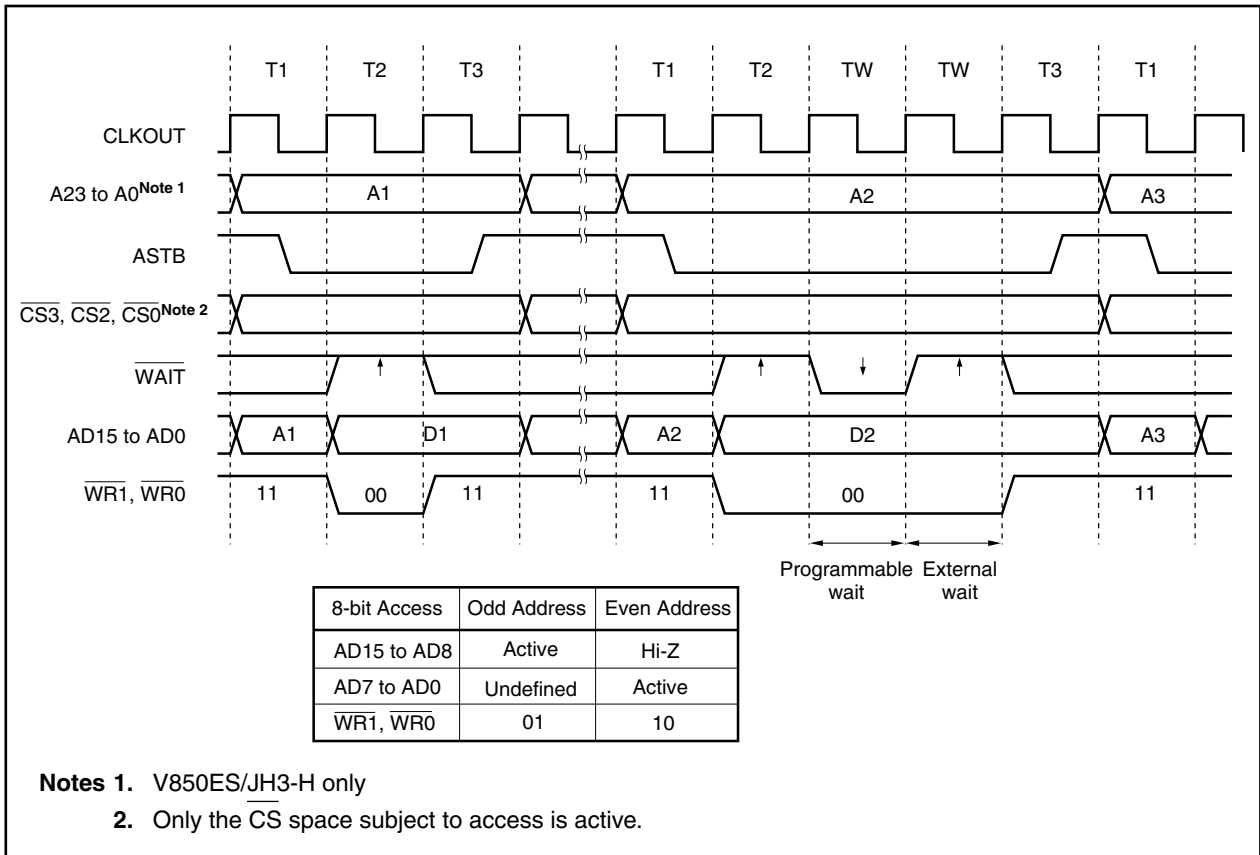 T1 T2 T3 T1 T2 TW TW T3 T1
CLKOUT
A23 to A0Note 1 A1 A2 A3
ASTB
CS3, CS2, CS0Note 2
WAIT
AD15 to AD0 A1 D1 A2 D2 A3
WR1, WR0 11 00 11 11 00 11
Programmable wait External wait
8-bit Access Odd Address Even Address
AD15 to AD8 Active Hi-Z
AD7 to AD0 Undefined Active
WR1, WR0 01 10
Notes 1. V850ES/JH3-H only
2. Only the CS space subject to access is active.